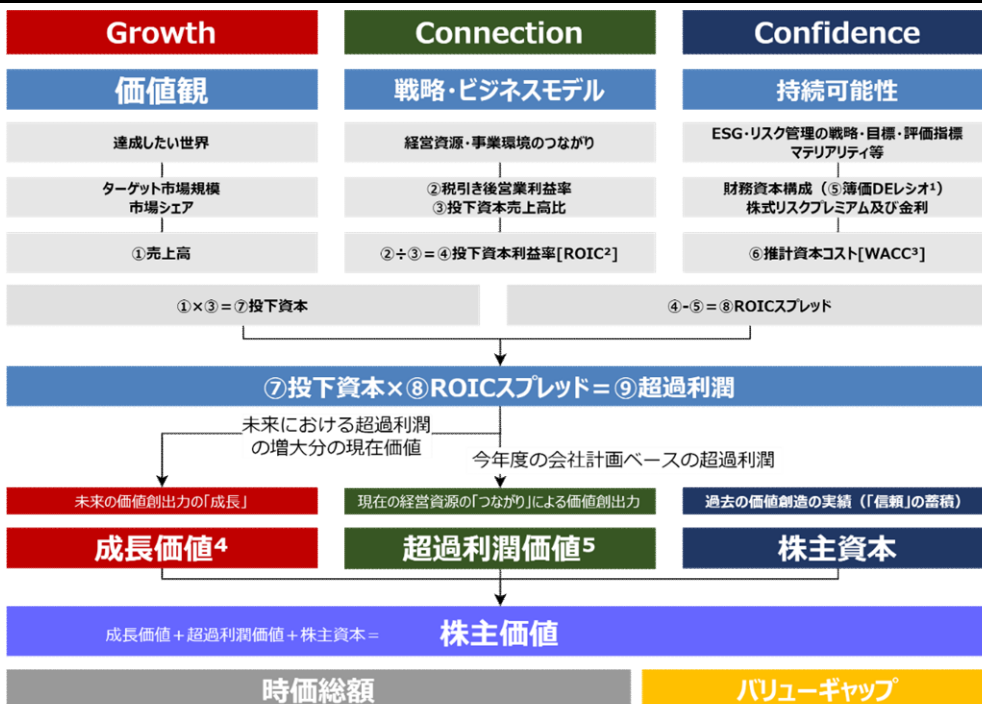 Growth
Connection
Confidence
価値観
戦略・ビジネスモデル
持続可能性
達成したい世界
経営資源・事業環境のつながり
ESG・リスク管理の戦略・目標・評価指標
マテリアリティ等
ターゲット市場規模
市場シェア
②税引き後営業利益率
③投下資本売上高比
財務資本構成（⑤簿価DEレシオ¹）
株式リスクプレミアム及び金利
①売上高
②÷③＝④投下資本利益率[ROIC²]
⑥推計資本コスト[WACC³]
①×③＝⑦投下資本
④-⑤＝⑧ROICスプレッド
⑦投下資本×⑧ROICスプレッド＝⑨超過利潤
未来における超過利潤
の増大分の現在価値
今年度の会社計画ベースの超過利潤
未来の価値創出力の「成長」
現在の経営資源の「つながり」による価値創出力
過去の価値創造の実績（「信頼」の蓄積）
成長価値⁴
超過利潤価値⁵
株主資本
成長価値＋超過利潤価値＋株主資本＝
株主価値
時価総額
バリューギャップ